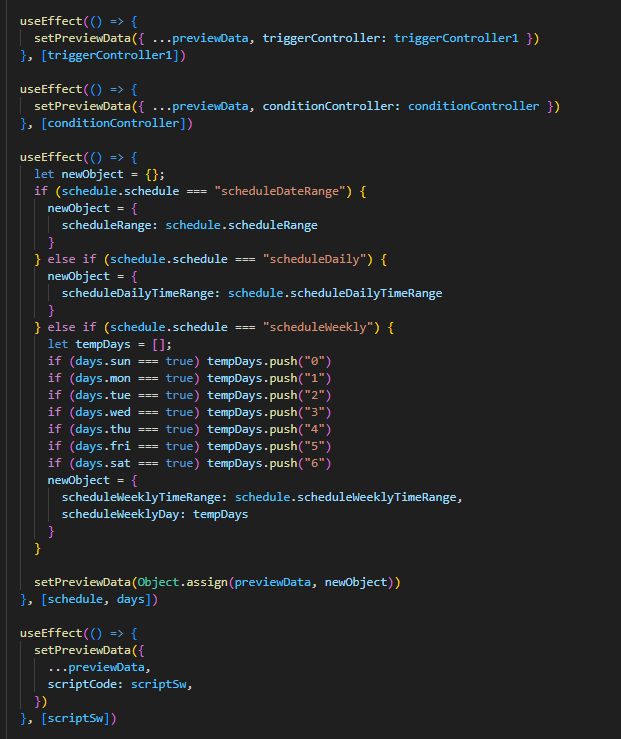 useEffect(() => {
  setPreviewData({ ...previewData, triggerController: triggerController1 })
}, [triggerController1])

useEffect(() => {
  setPreviewData({ ...previewData, conditionController: conditionController })
}, [conditionController])

useEffect(() => {
  let newObject = {};
  if (schedule.schedule === "scheduleDateRange") {
    newObject = {
      scheduleRange: schedule.scheduleRange
    }
  } else if (schedule.schedule === "scheduleDaily") {
    newObject = {
      scheduleDailyTimeRange: schedule.scheduleDailyTimeRange
    }
  } else if (schedule.schedule === "scheduleWeekly") {
    let tempDays = [];
    if (days.sun === true) tempDays.push("0")
    if (days.mon === true) tempDays.push("1")
    if (days.tue === true) tempDays.push("2")
    if (days.wed === true) tempDays.push("3")
    if (days.thu === true) tempDays.push("4")
    if (days.fri === true) tempDays.push("5")
    if (days.sat === true) tempDays.push("6")
    newObject = {
      scheduleWeeklyTimeRange: schedule.scheduleWeeklyTimeRange,
      scheduleWeeklyDay: tempDays
    }
  }

  setPreviewData(Object.assign(previewData, newObject))
}, [schedule, days])

useEffect(() => {
  setPreviewData({
    ...previewData,
    scriptCode: scriptSw,
  })
}, [scriptSw])